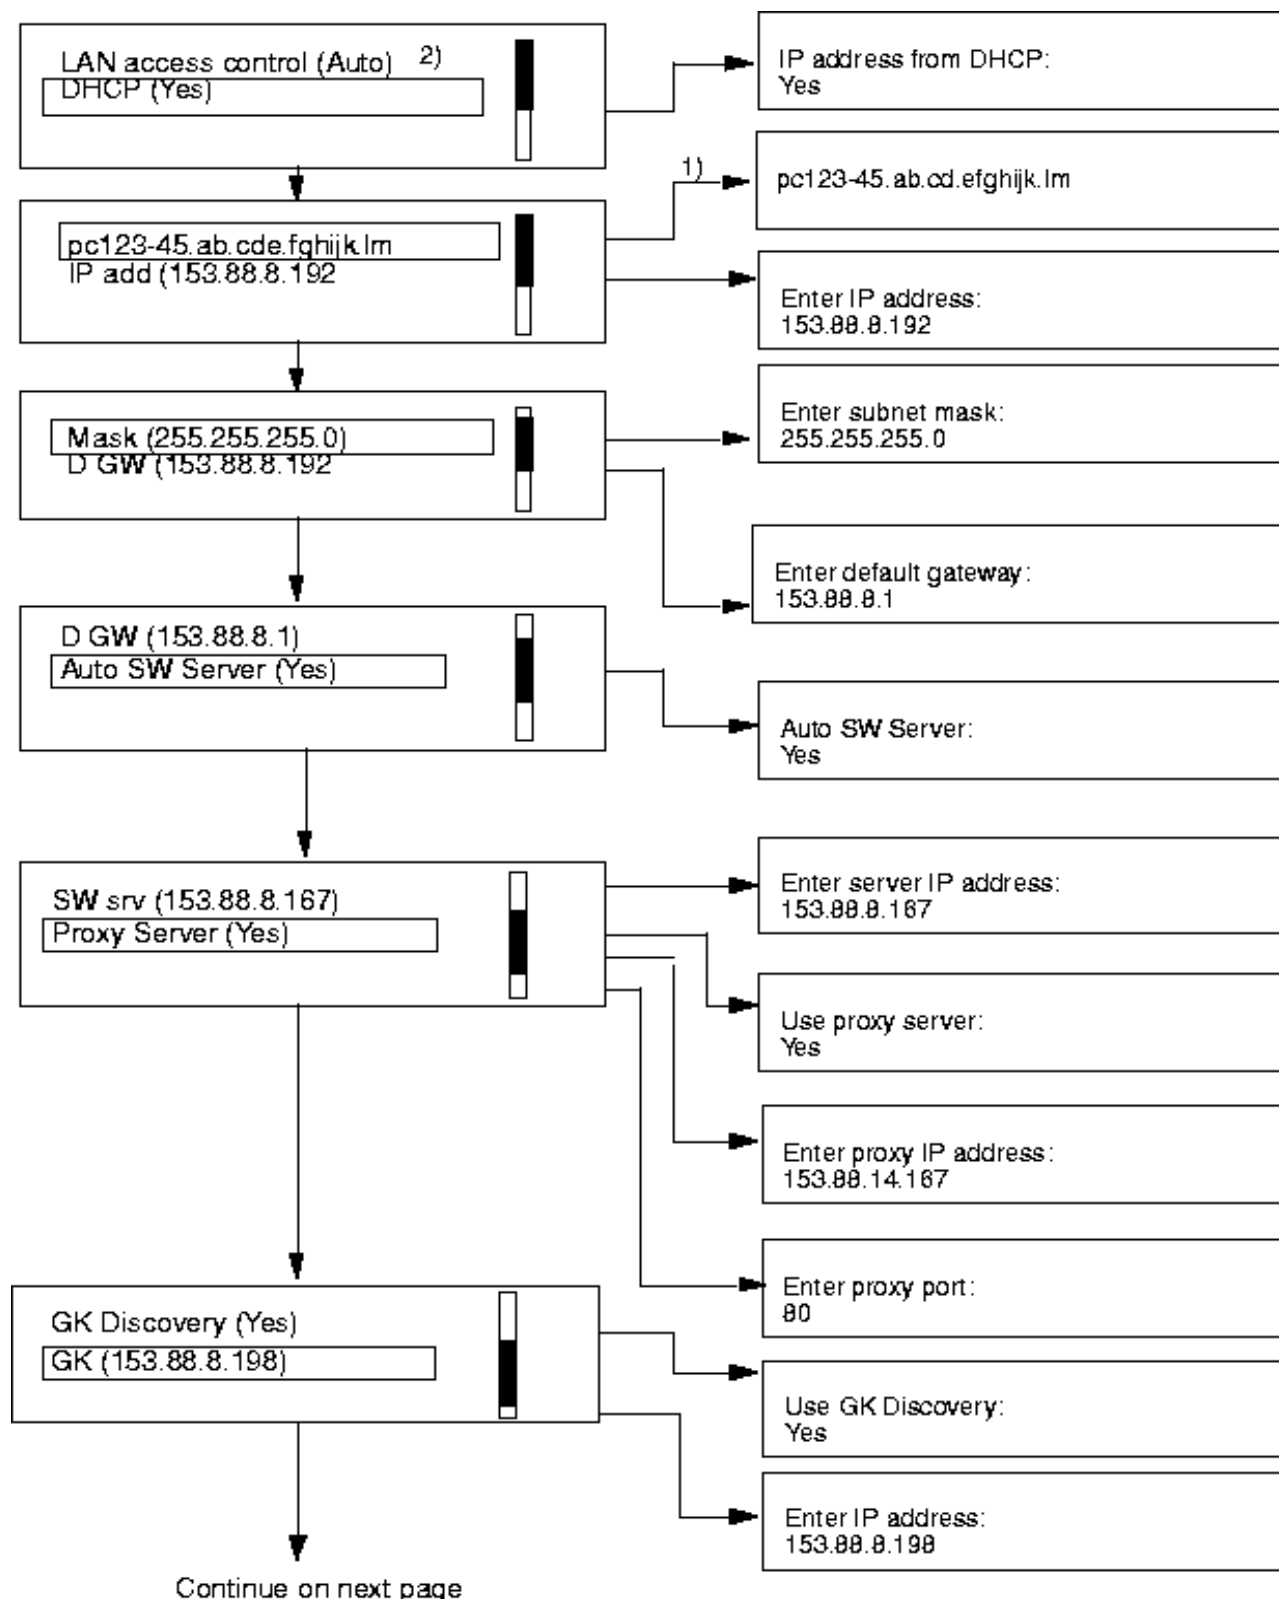 LAN access control (Auto) 2)
DHCP (Yes)
IP address from DHCP:
Yes
1)
pc123-45.ab.cd.efghijk.lm
pc123-45.ab.cde.fghijk.lm
IP add (153.88.8.192
Enter IP address:
153.88.8.192
Mask (255.255.255.0)
D GW (153.88.8.192
Enter subnet mask:
255.255.255.0
Enter default gateway:
153.88.8.1
D GW (153.88.8.1)
Auto SW Server (Yes)
Auto SW Server:
Yes
SW srv (153.88.8.167)
Proxy Server (Yes)
Enter server IP address:
153.88.8.167
Use proxy server:
Yes
Enter proxy IP address:
153.88.14.167
Enter proxy port:
80
GK Discovery (Yes)
GK (153.88.8.198)
Use GK Discovery:
Yes
Enter IP address:
153.88.8.198
Continue on next page